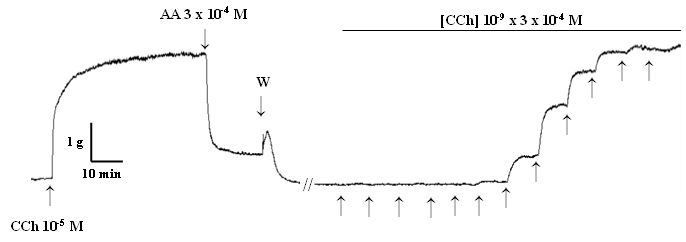 AA 3 x 10⁻⁴ M
[CCh] 10⁻⁹ x 3 x 10⁻⁴ M
W
1 g
10 min
//
CCh 10⁻⁵ M